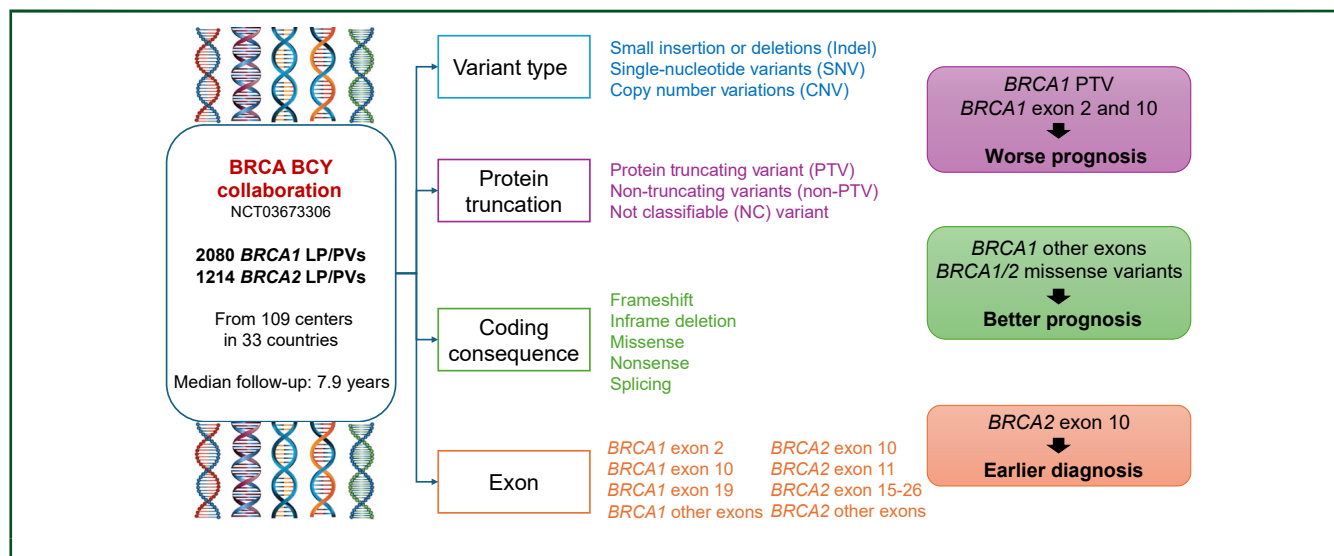 BRCA BCY
collaboration
NCT03673306
2080 BRCA1 LP/PVs
1214 BRCA2 LP/PVs
From 109 centers
in 33 countries
Median follow-up: 7.9 years
Variant type
Small insertion or deletions (Indel)
Single-nucleotide variants (SNV)
Copy number variations (CNV)
Protein
truncation
Protein truncating variant (PTV)
Non-truncating variants (non-PTV)
Not classifiable (NC) variant
Coding
consequence
Frameshift
Inframe deletion
Missense
Nonsense
Splicing
Exon
BRCA1 exon 2
BRCA1 exon 10
BRCA1 exon 19
BRCA1 other exons
BRCA2 exon 10
BRCA2 exon 11
BRCA2 exon 15-26
BRCA2 other exons
BRCA1 PTV
BRCA1 exon 2 and 10
Worse prognosis
BRCA1 other exons
BRCA1/2 missense variants
Better prognosis
BRCA2 exon 10
Earlier diagnosis